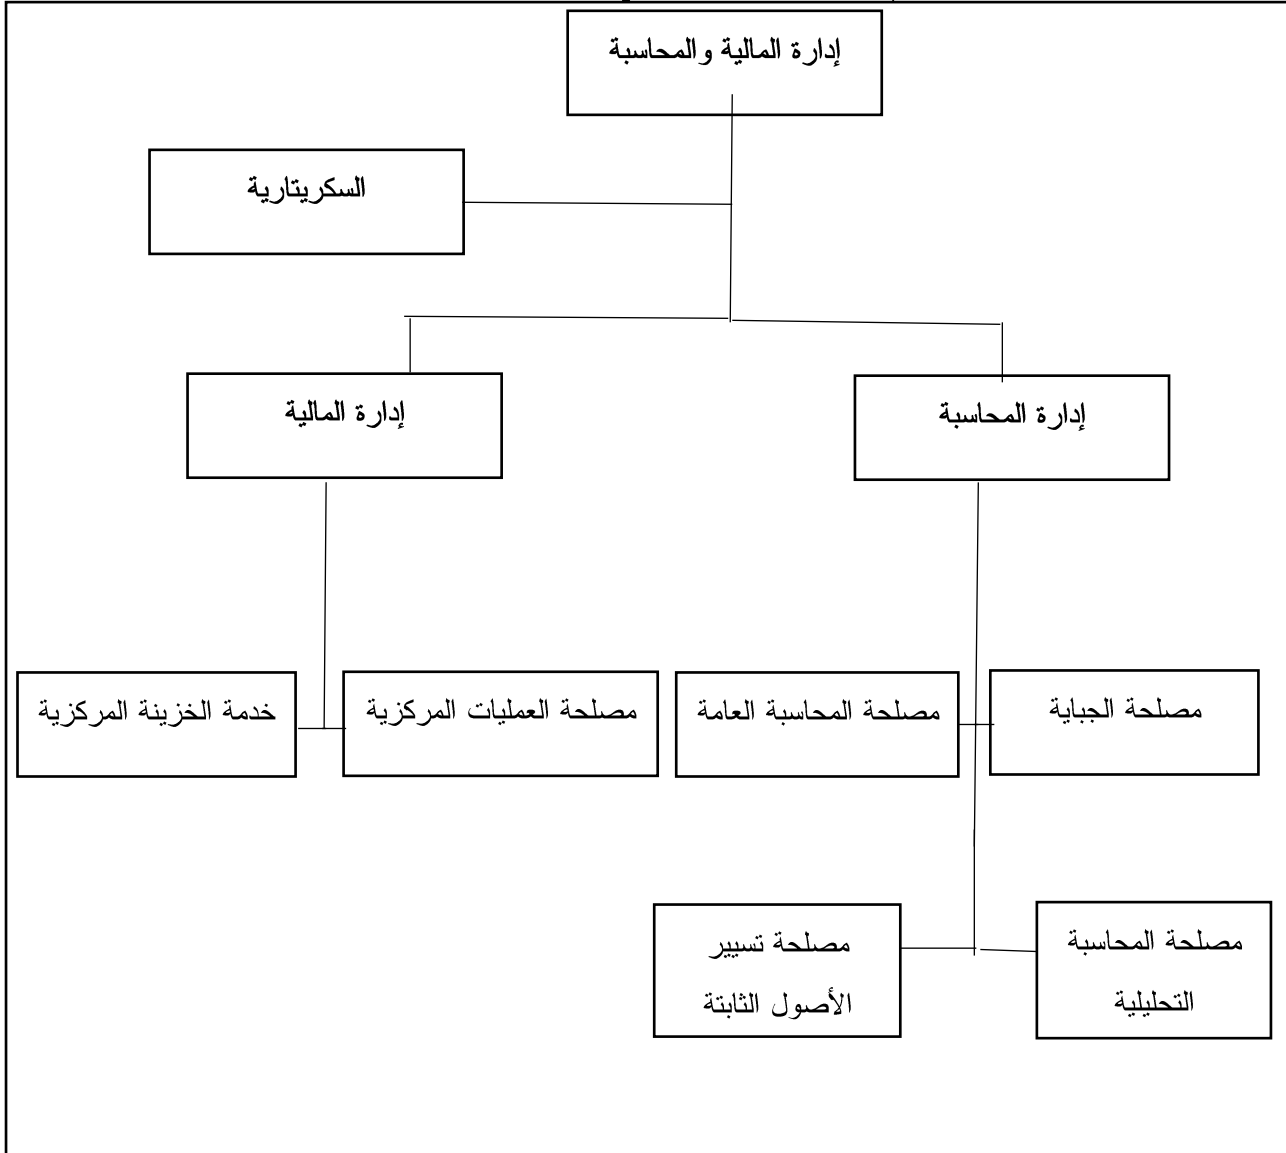 إدارة المالية والمحاسبة
السكريتارية
إدارة المحاسبة
إدارة المالية
مصلحة الجباية
مصلحة المحاسبة العامة
مصلحة العمليات المركزية
خدمة الخزينة المركزية
مصلحة المحاسبة
التحليلية
مصلحة تسيير
الأصول الثابتة